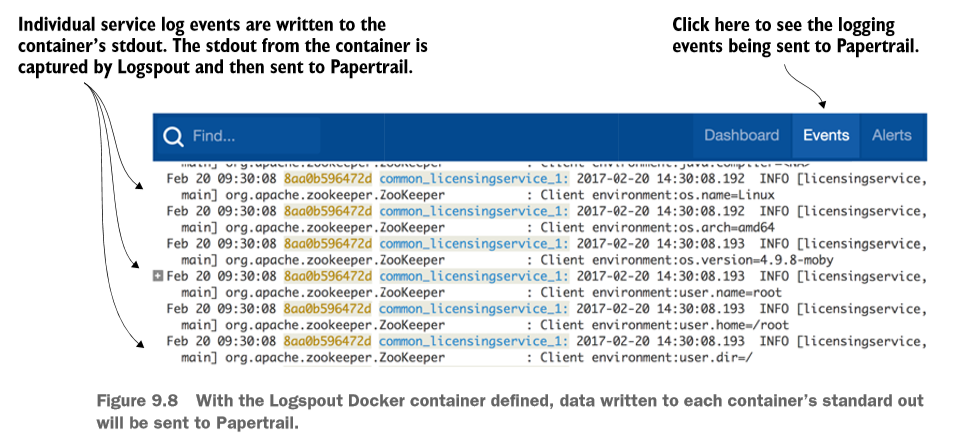 Individual service log events are written to the
container's stdout. The stdout from the container is
captured by Logspout and then sent to Papertrail.
Click here to see the logging
events being sent to Papertrail.
Find...
Dashboard Events Alerts
main] org.apache.zookeeper.ZooKeeper : Client environment:java.compiler=<NA>
Feb 20 09:30:08 8aa0b596472d common_licensingservice_1: 2017-02-20 14:30:08.192 INFO [licensingservice,
main] org.apache.zookeeper.ZooKeeper : Client environment:os.name=Linux
Feb 20 09:30:08 8aa0b596472d common_licensingservice_1: 2017-02-20 14:30:08.192 INFO [licensingservice,
main] org.apache.zookeeper.ZooKeeper : Client environment:os.arch=amd64
Feb 20 09:30:08 8aa0b596472d common_licensingservice_1: 2017-02-20 14:30:08.193 INFO [licensingservice,
main] org.apache.zookeeper.ZooKeeper : Client environment:os.version=4.9.8-moby
Feb 20 09:30:08 8aa0b596472d common_licensingservice_1: 2017-02-20 14:30:08.193 INFO [licensingservice,
main] org.apache.zookeeper.ZooKeeper : Client environment:user.name=root
Feb 20 09:30:08 8aa0b596472d common_licensingservice_1: 2017-02-20 14:30:08.193 INFO [licensingservice,
main] org.apache.zookeeper.ZooKeeper : Client environment:user.home=/root
Feb 20 09:30:08 8aa0b596472d common_licensingservice_1: 2017-02-20 14:30:08.193 INFO [licensingservice,
main] org.apache.zookeeper.ZooKeeper : Client environment:user.dir=/
Figure 9.8 With the Logspout Docker container defined, data written to each container's standard out
will be sent to Papertrail.